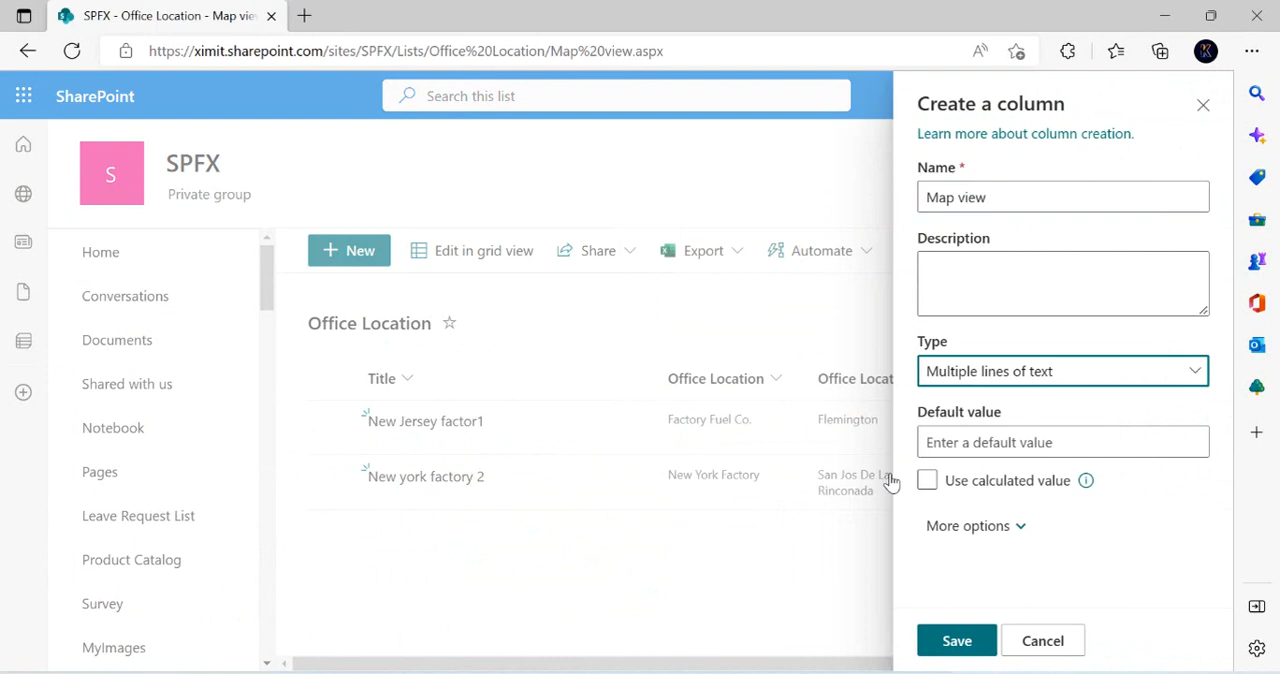 SPFX - Office Location - Map vie
https://ximit.sharepoint.com/sites/SPFX/Lists/Office%20Location/Map%20view.aspx
K
SharePoint
Search this list
S
SPFX
Private group
Home
Conversations
Documents
Shared with us
Notebook
Pages
Leave Request List
Product Catalog
Survey
MyImages
New
Edit in grid view
Share
Export
Automate
Office Location
Title
Office Location
Office Locat
New Jersey factor1
Factory Fuel Co.
Flemington
New york factory 2
New York Factory
San Jos De La
Rinconada
Create a column
Learn more about column creation.
Name *
Map view
Description
Type
Multiple lines of text
Default value
Enter a default value
Use calculated value
More options
Save
Cancel